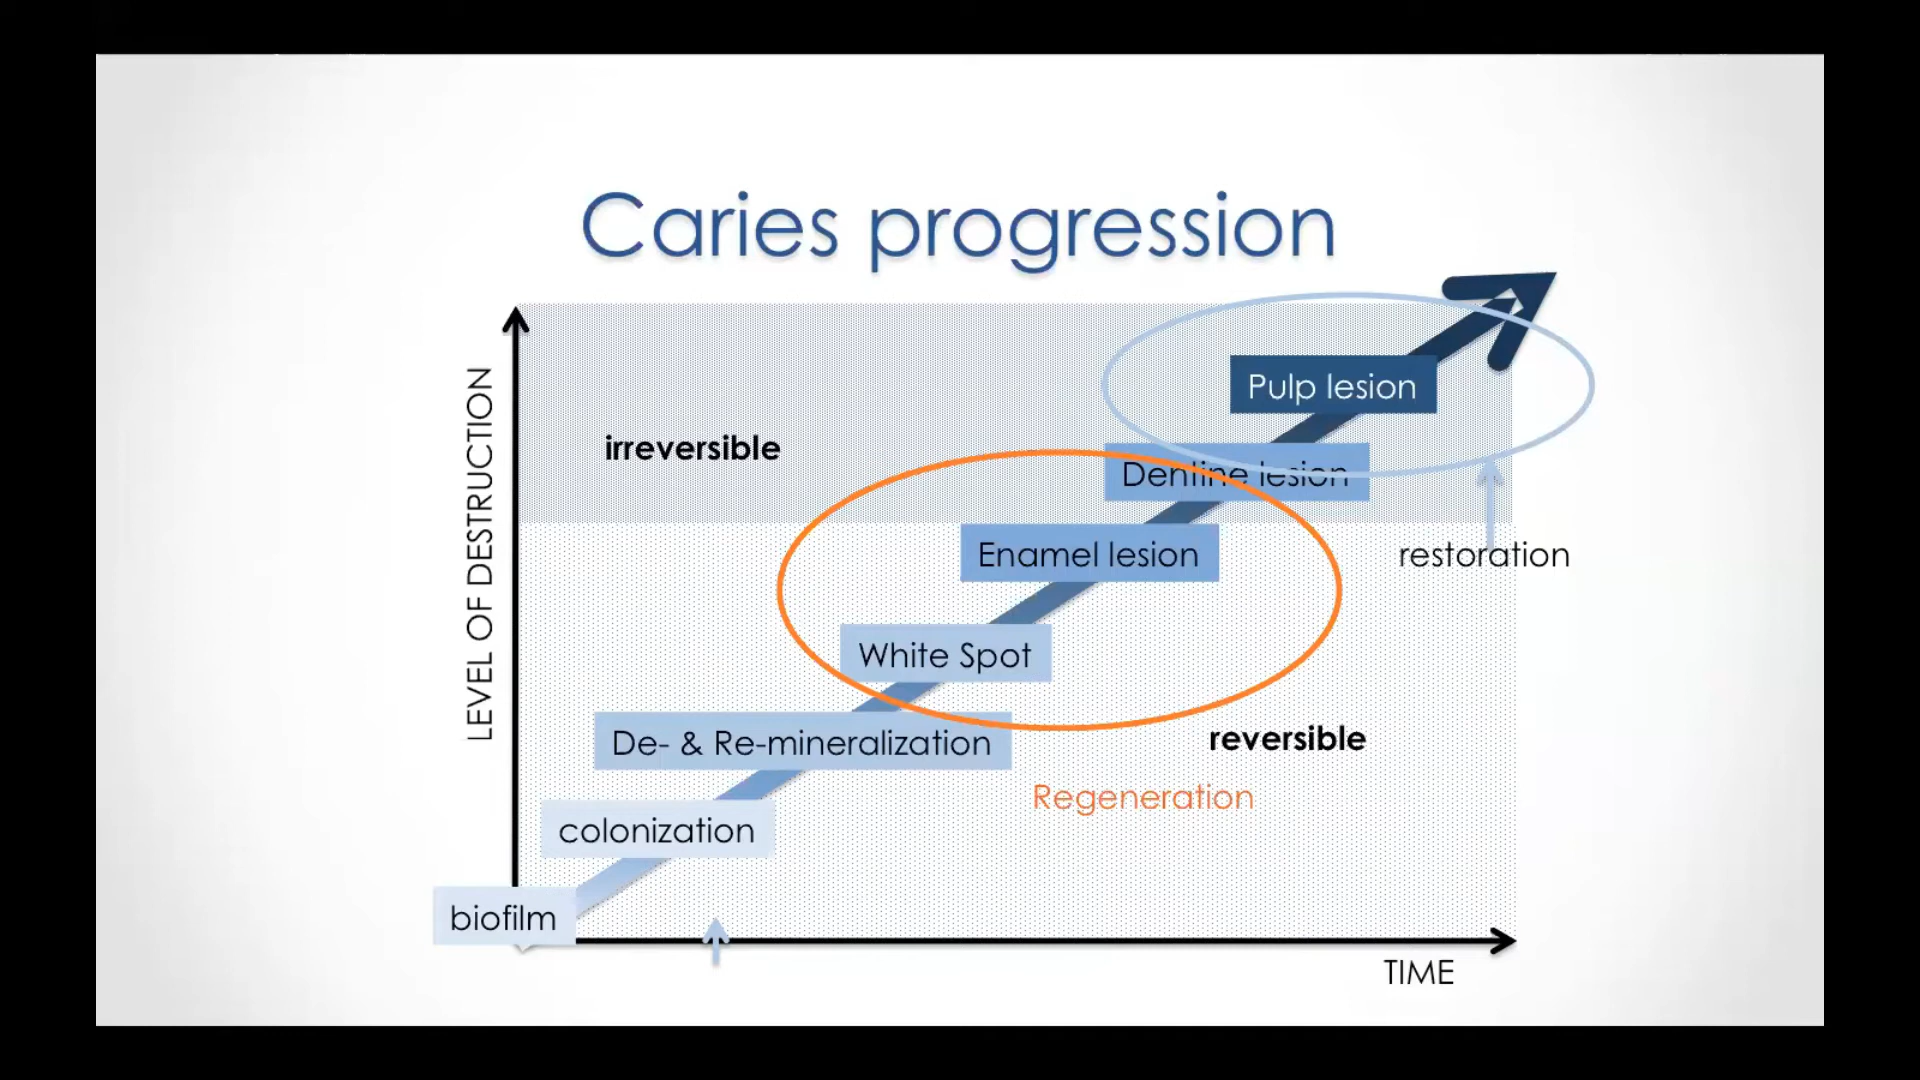 Caries progression
LEVEL OF DESTRUCTION
irreversible
Pulp lesion
Dentine lesion
Enamel lesion
restoration
White Spot
De- & Re-mineralization
reversible
Regeneration
colonization
biofilm
TIME